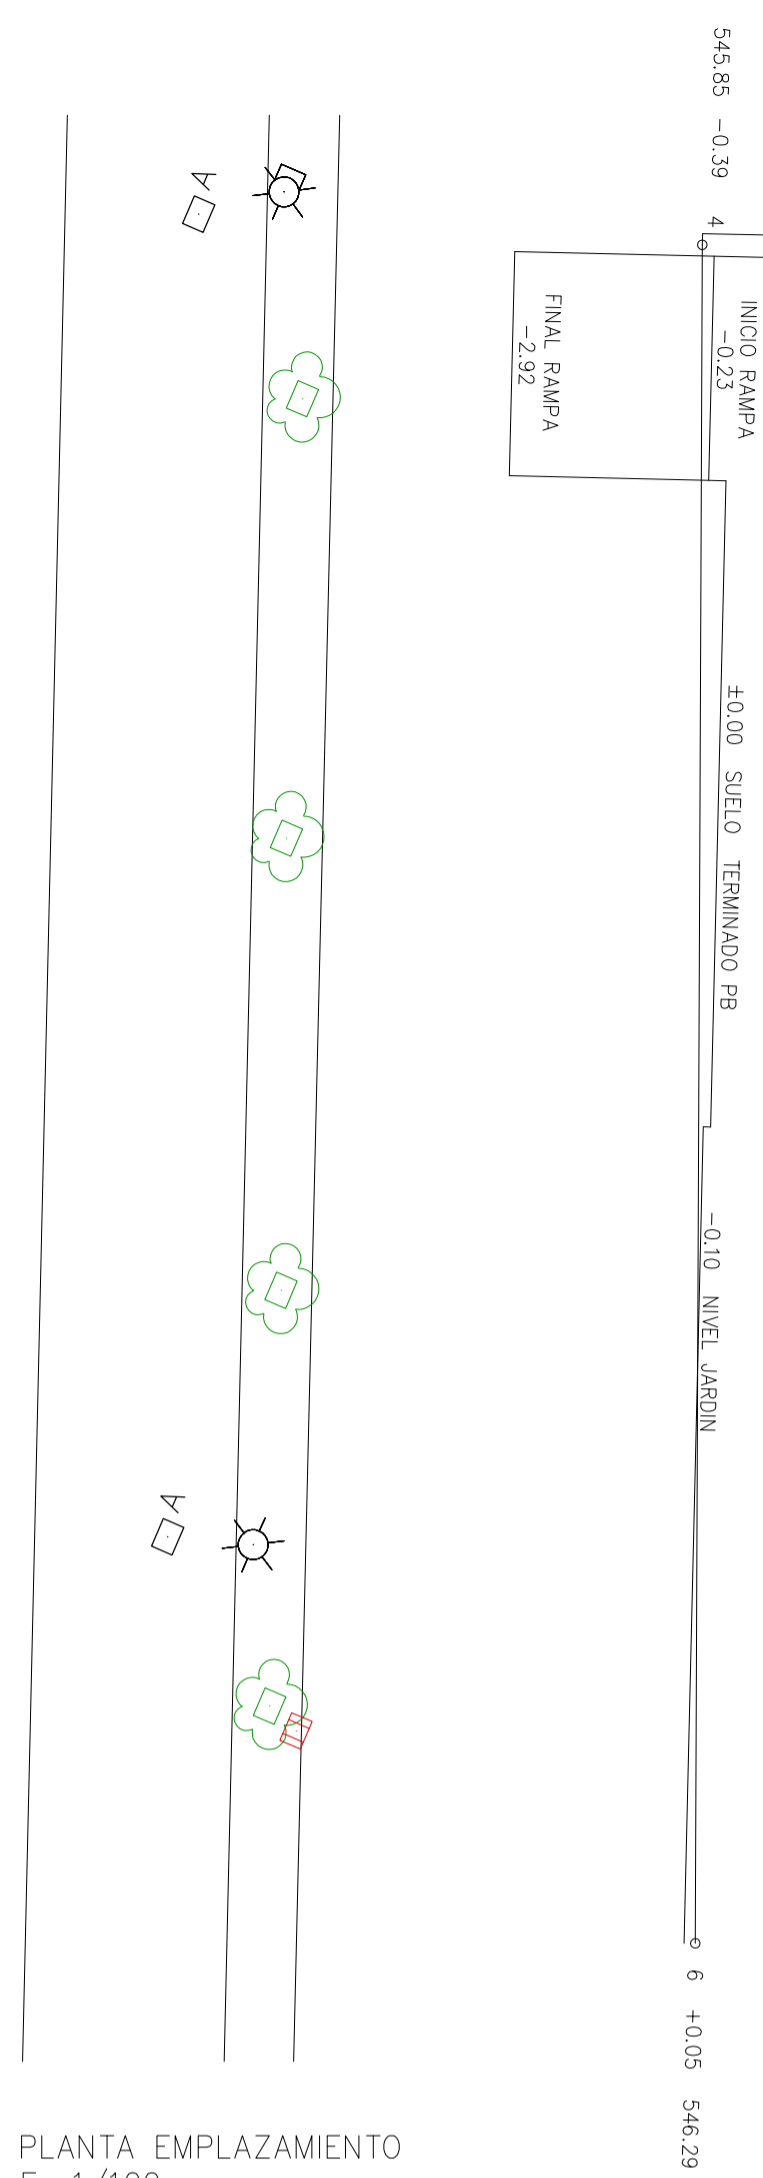 545.85 -0.39 4
INICIO RAMPA
-0.23
FINAL RAMPA
-2.92
±0.00 SUELO TERMINADO PB
-0.10 NIVEL JARDIN
A
A
6 +0.05 546.29
PLANTA EMPLAZAMIENTO